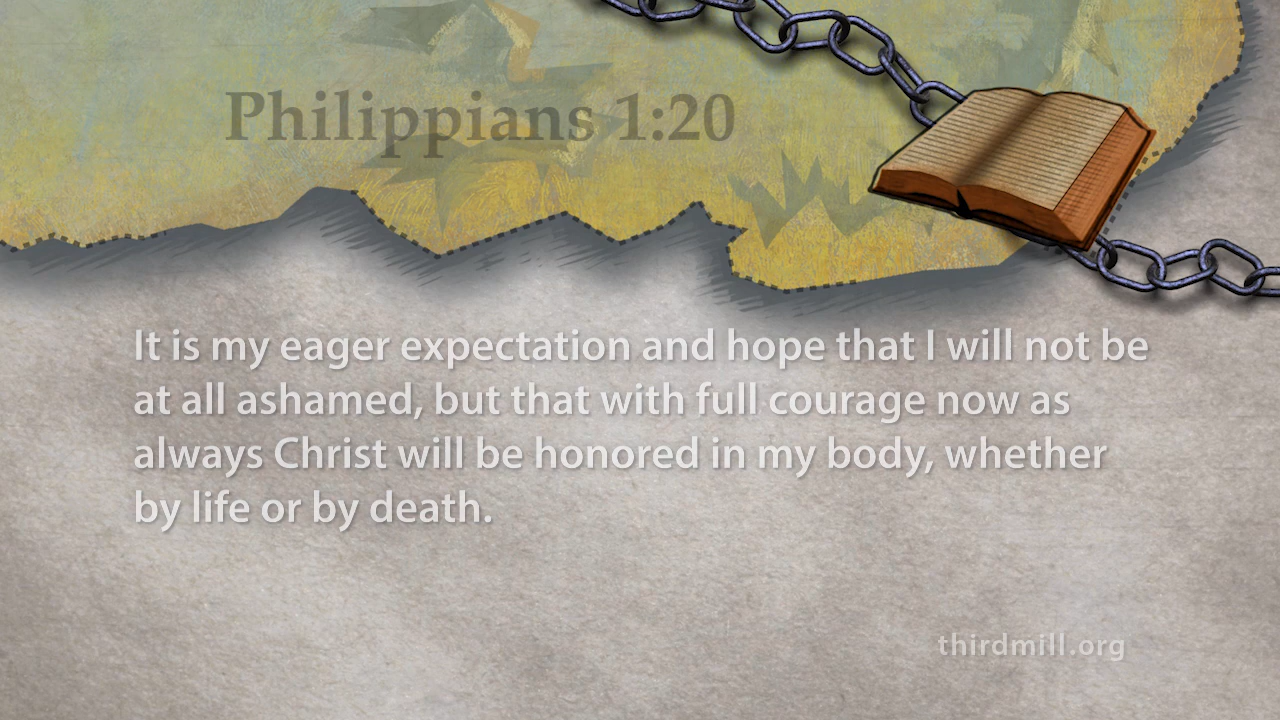 Philippians 1:20
It is my eager expectation and hope that I will not be
at all ashamed, but that with full courage now as
always Christ will be honored in my body, whether
by life or by death.
thirdmill.org